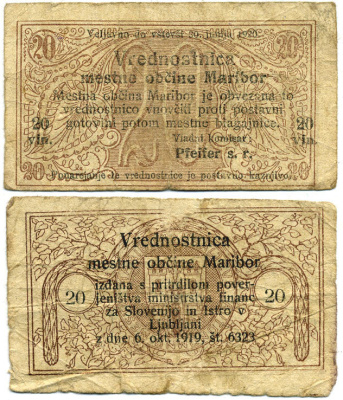 Veljavno do vštevši 30. junija 1920.
20 20
Vrednostnica
mestne občine Maribor
Mestna občina Maribor je obvezana to
vrednostnico vnovčiti proti postavni
gotovini potom mestne blagajnice.
20 vin. 20 vin.
Vladni komisar:
Pfeifer s. r.
20 20
Ponarejanje te vrednostnice je postavno kaznjivo.
Vrednostnica
mestne občine Maribor
izdana s pritrdilom pover-
jeništva ministrstva financ
20 za Slovenijo in Istro v 20
Ljubljani
z dne 6. okt. 1919, št. 6323